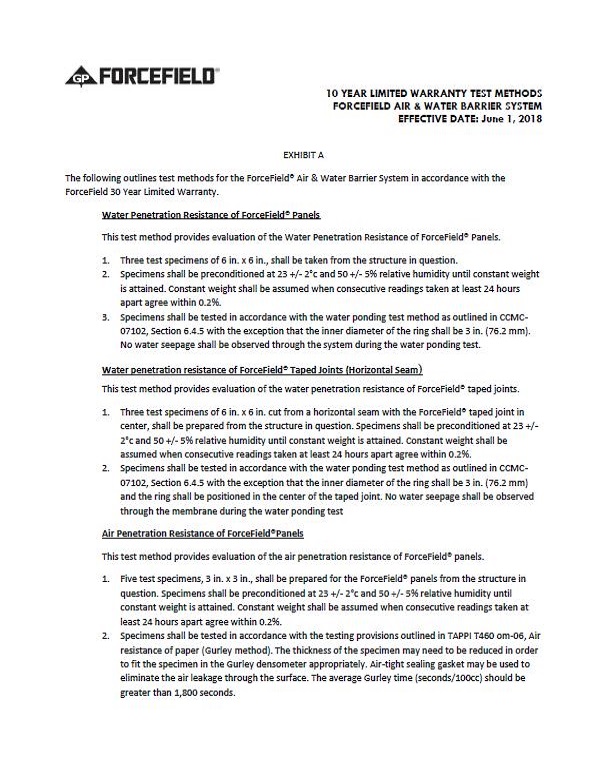 GP FORCEFIELD®
10 YEAR LIMITED WARRANTY TEST METHODS
FORCEFIELD AIR & WATER BARRIER SYSTEM
EFFECTIVE DATE: June 1, 2018
EXHIBIT A
The following outlines test methods for the ForceField® Air & Water Barrier System in accordance with the
ForceField 30 Year Limited Warranty.
Water Penetration Resistance of ForceField® Panels
This test method provides evaluation of the Water Penetration Resistance of ForceField® Panels.
1. Three test specimens of 6 in. x 6 in., shall be taken from the structure in question.
2. Specimens shall be preconditioned at 23 +/- 2°c and 50 +/- 5% relative humidity until constant weight
is attained. Constant weight shall be assumed when consecutive readings taken at least 24 hours
apart agree within 0.2%.
3. Specimens shall be tested in accordance with the water ponding test method as outlined in CCMC-
07102, Section 6.4.5 with the exception that the inner diameter of the ring shall be 3 in. (76.2 mm).
No water seepage shall be observed through the system during the water ponding test.
Water penetration resistance of ForceField® Taped Joints (Horizontal Seam)
This test method provides evaluation of the water penetration resistance of ForceField® taped joints.
1. Three test specimens of 6 in. x 6 in. cut from a horizontal seam with the ForceField® taped joint in
center, shall be prepared from the structure in question. Specimens shall be preconditioned at 23 +/-
2°c and 50 +/- 5% relative humidity until constant weight is attained. Constant weight shall be
assumed when consecutive readings taken at least 24 hours apart agree within 0.2%.
2. Specimens shall be tested in accordance with the water ponding test method as outlined in CCMC-
07102, Section 6.4.5 with the exception that the inner diameter of the ring shall be 3 in. (76.2 mm)
and the ring shall be positioned in the center of the taped joint. No water seepage shall be observed
through the membrane during the water ponding test
Air Penetration Resistance of ForceField®Panels
This test method provides evaluation of the air penetration resistance of ForceField® panels.
1. Five test specimens, 3 in. x 3 in., shall be prepared for the ForceField® panels from the structure in
question. Specimens shall be preconditioned at 23 +/- 2°c and 50 +/- 5% relative humidity until
constant weight is attained. Constant weight shall be assumed when consecutive readings taken at
least 24 hours apart agree within 0.2%.
2. Specimens shall be tested in accordance with the testing provisions outlined in TAPPI T460 om-06, Air
resistance of paper (Gurley method). The thickness of the specimen may need to be reduced in order
to fit the specimen in the Gurley densometer appropriately. Air-tight sealing gasket may be used to
eliminate the air leakage through the surface. The average Gurley time (seconds/100cc) should be
greater than 1,800 seconds.